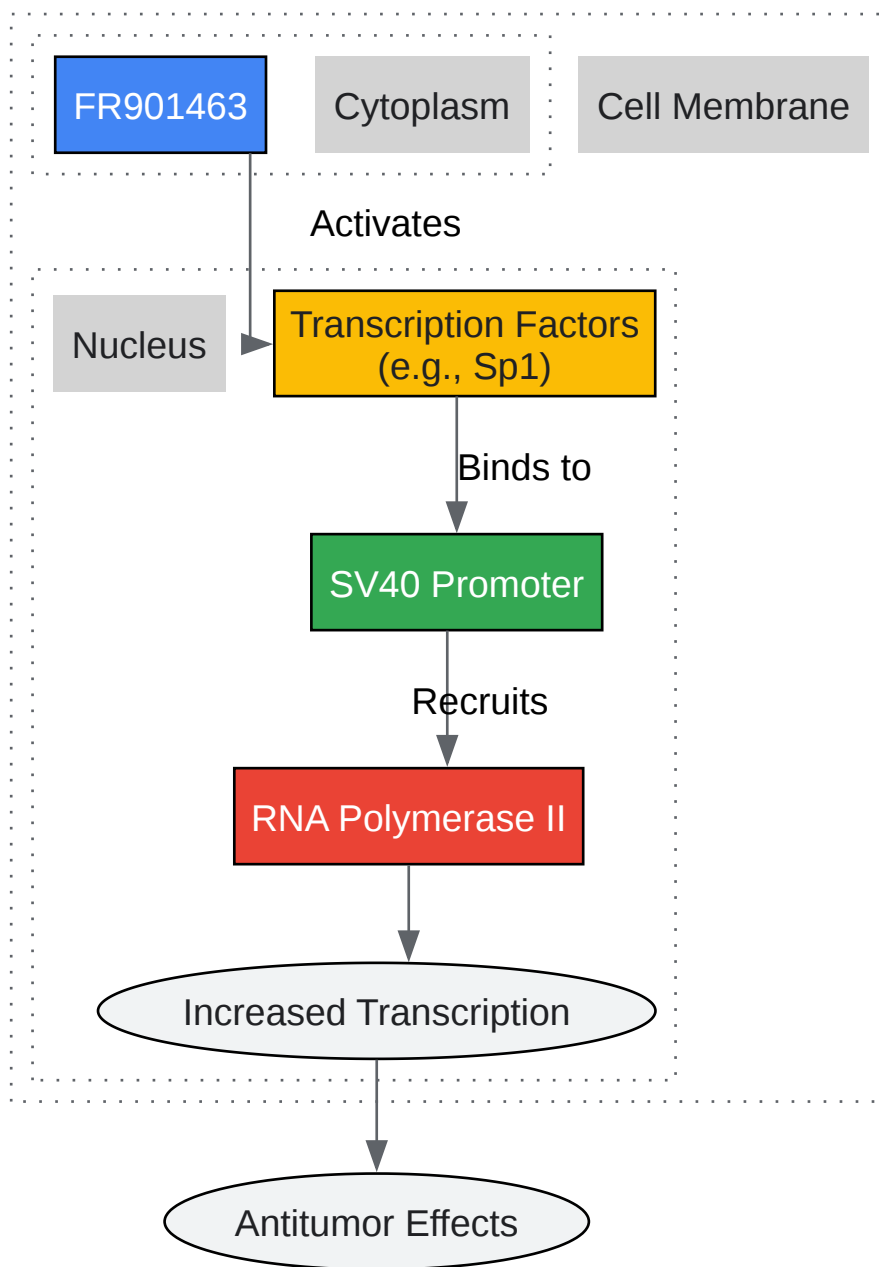 FR901463
Cytoplasm
Cell Membrane
Activates
Nucleus
Transcription Factors
(e.g., Sp1)
Binds to
SV40 Promoter
Recruits
RNA Polymerase II
Increased Transcription
Antitumor Effects